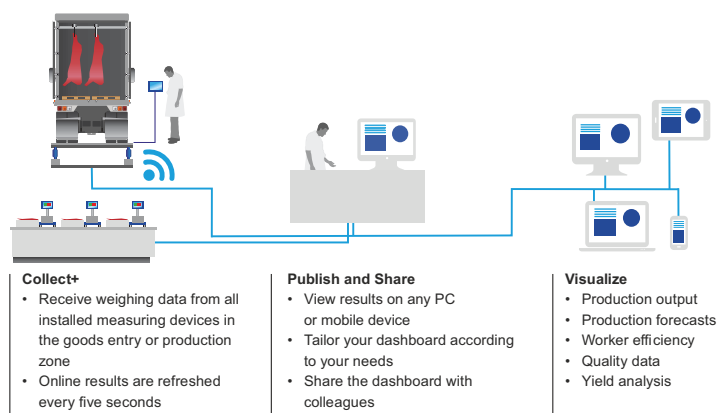 Collect+
• Receive weighing data from all
installed measuring devices in
the goods entry or production
zone
• Online results are refreshed
every five seconds
Publish and Share
• View results on any PC
or mobile device
• Tailor your dashboard according
to your needs
• Share the dashboard with
colleagues
Visualize
• Production output
• Production forecasts
• Worker efficiency
• Quality data
• Yield analysis